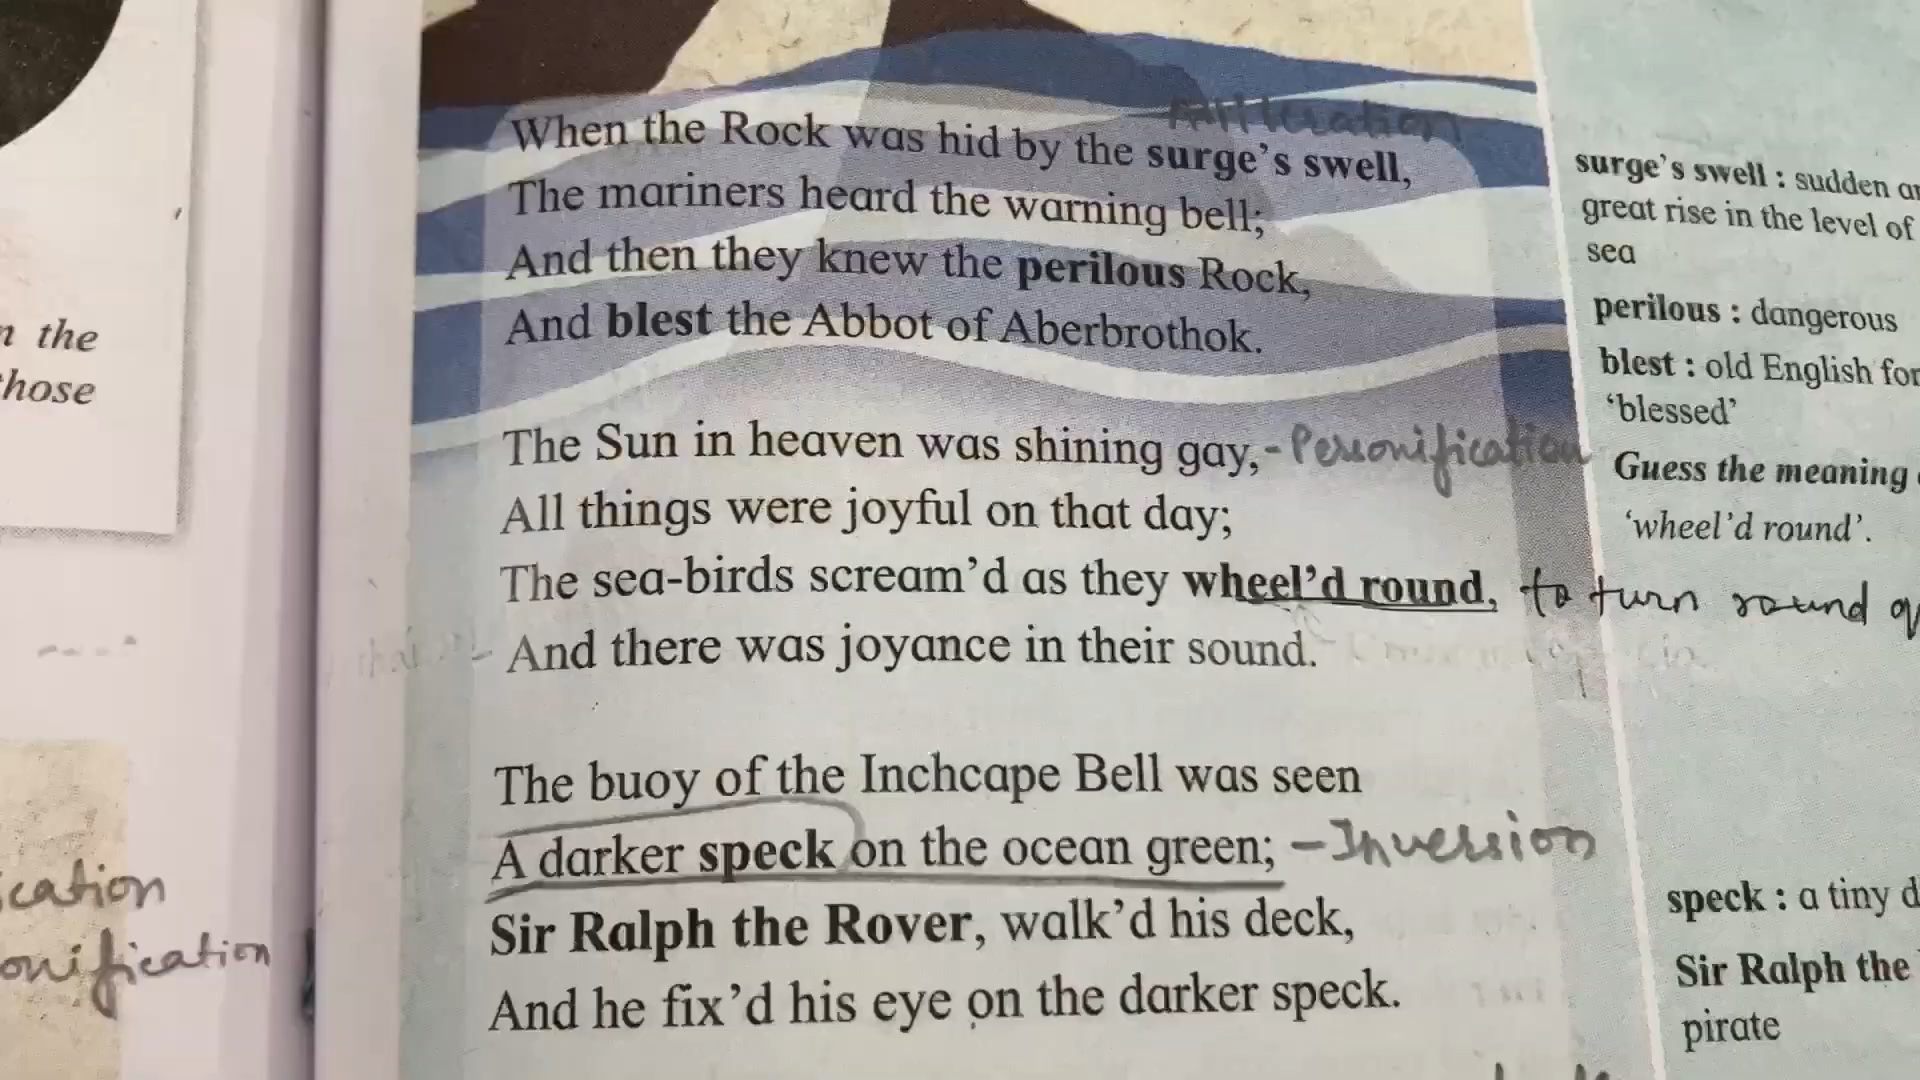 the
hose
cation
onification
Alliteration
When the Rock was hid by the surge's swell,
The mariners heard the warning bell;
And then they knew the perilous Rock,
And blest the Abbot of Aberbrothok.
The Sun in heaven was shining gay, - Personification
All things were joyful on that day;
The sea-birds scream'd as they wheel'd round, to turn round
And there was joyance in their sound.
The buoy of the Inchcape Bell was seen
A darker speck on the ocean green; - Inversion
Sir Ralph the Rover, walk'd his deck,
And he fix'd his eye on the darker speck.
surge's swell : sudden
great rise in the level of
sea
perilous : dangerous
blest : old English for
‘blessed’
Guess the meaning
‘wheel'd round’.
speck : a tiny
Sir Ralph the
pirate